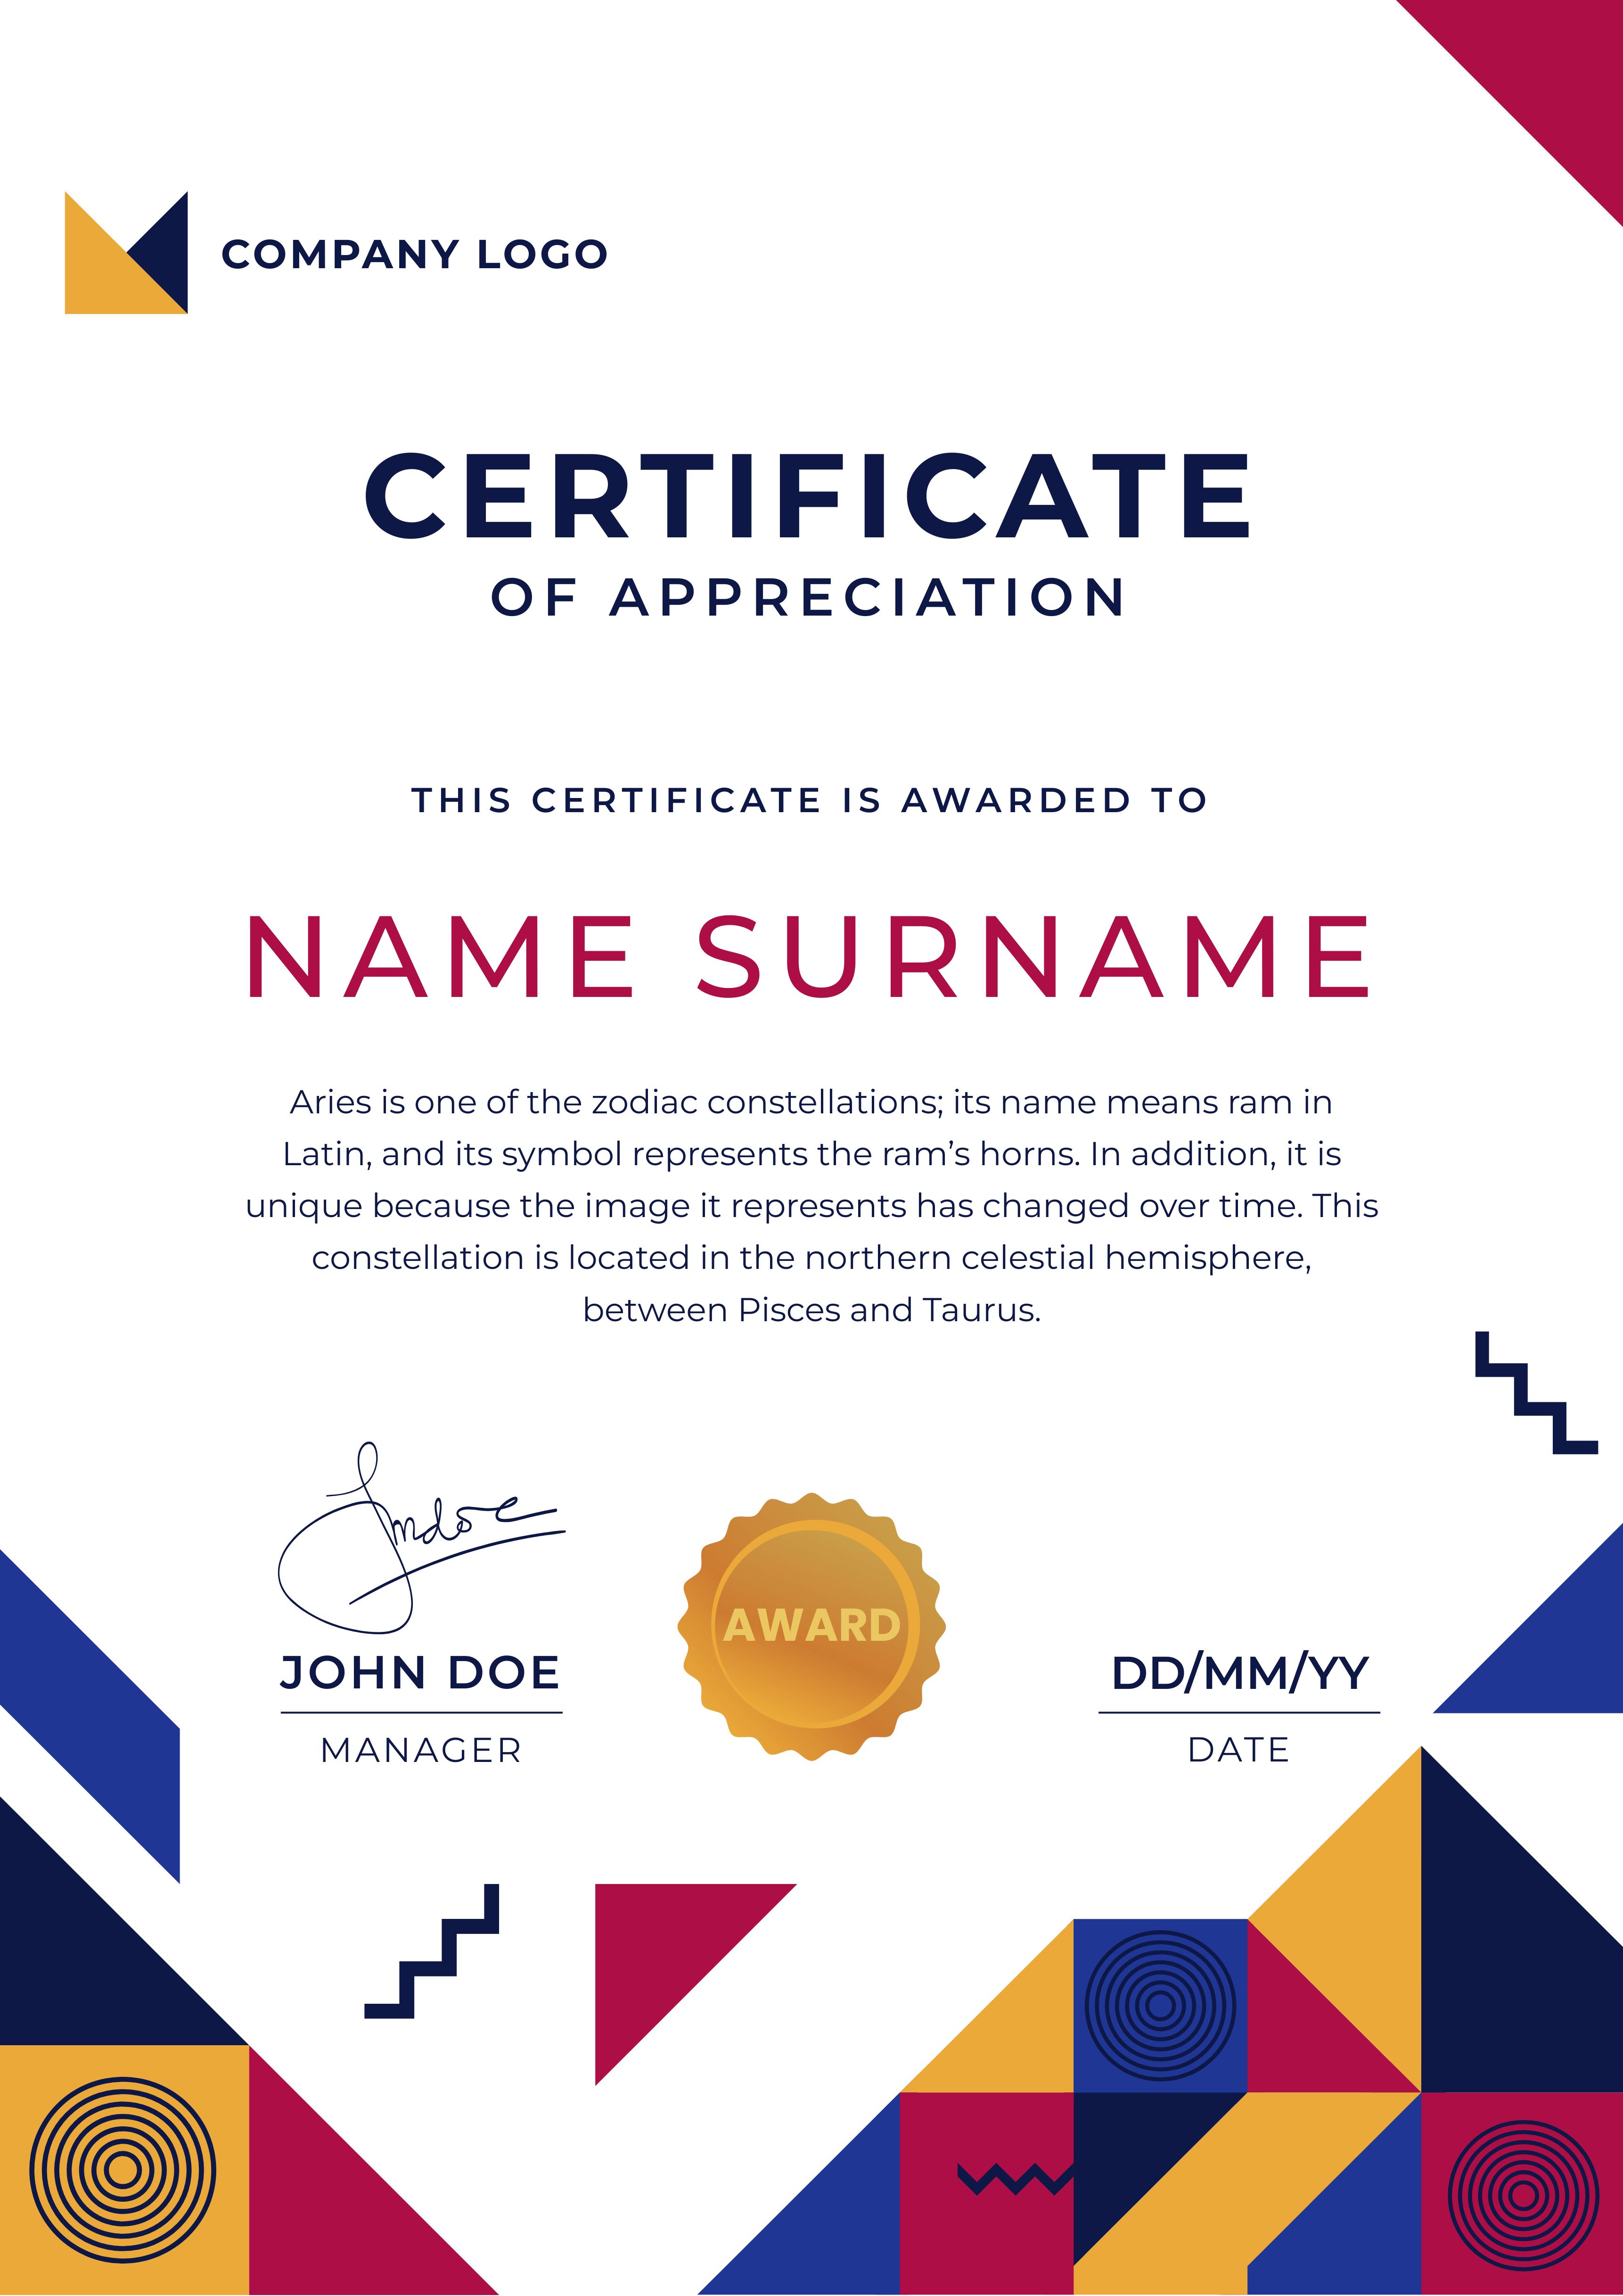 COMPANY LOGO
CERTIFICATE
OF APPRECIATION
THIS CERTIFICATE IS AWARDED TO
NAME SURNAME
Aries is one of the zodiac constellations; its name means ram in
Latin, and its symbol represents the ram’s horns. In addition, it is
unique because the image it represents has changed over time. This
constellation is located in the northern celestial hemisphere,
between Pisces and Taurus.
AWARD
JOHN DOE
MANAGER
DD/MM/YY
DATE